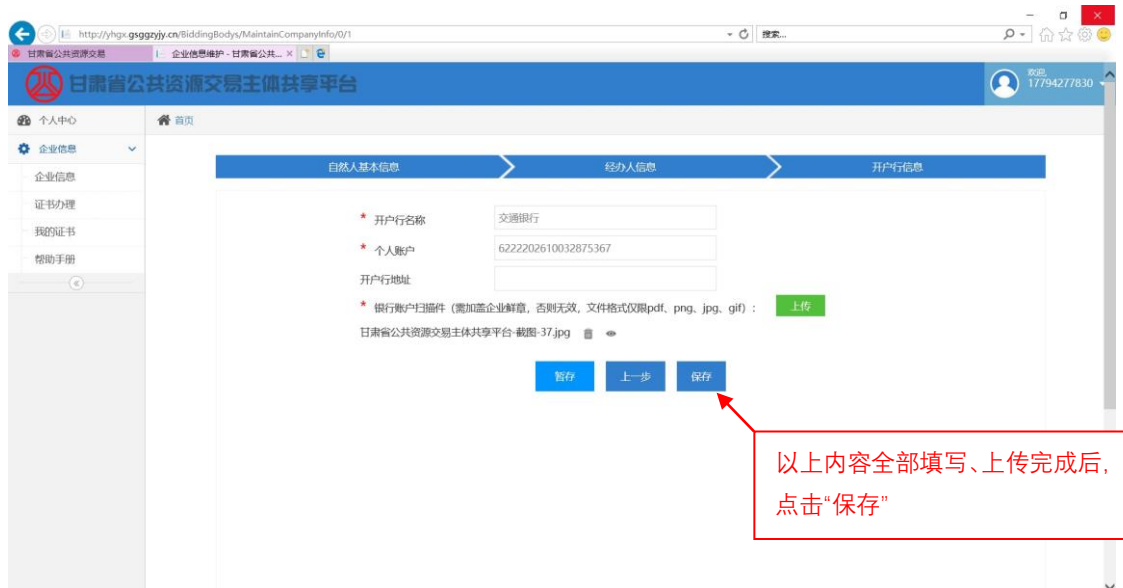 http://yhgx.gsggzyjy.cn/BiddingBodys/MaintainCompanyInfo/0/1
搜索...
甘肃省公共资源交易
企业信息维护 - 甘肃省公共... ×
甘肃省公共资源交易主体共享平台
欢迎,
17794277830
个人中心
首页
企业信息
企业信息
证书办理
我的证书
帮助手册
自然人基本信息
经办人信息
开户行信息
* 开户行名称 交通银行
* 个人账户 6222202610032875367
开户行地址
* 银行账户扫描件（需加盖企业鲜章，否则无效，文件格式仅限pdf、png、jpg、gif）: 上传
甘肃省公共资源交易主体共享平台-截图-37.jpg
暂存 上一步 保存
以上内容全部填写、上传完成后,
点击“保存”